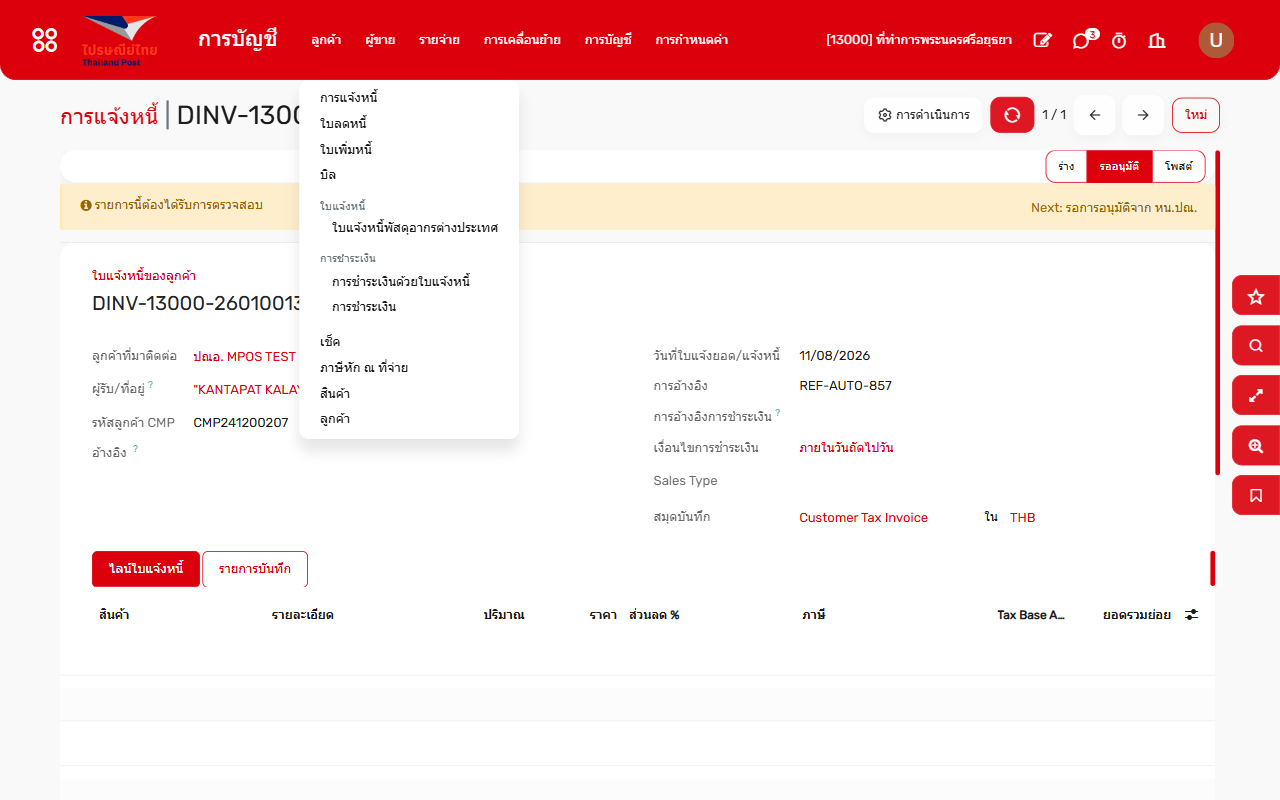 ไปรษณีย์ไทย
Thailand Post
การบัญชี
ลูกค้า
ผู้ขาย
รายจ่าย
การเคลื่อนย้าย
การบัญชี
การกำหนดค่า
[13000] ที่ทำการพระนครศรีอยุธยา
3
U
การแจ้งหนี้ | DINV-1300
การดำเนินการ
1 / 1
ใหม่
การแจ้งหนี้
ใบลดหนี้
ใบเพิ่มหนี้
บิล
ใบแจ้งหนี้
ใบแจ้งหนี้พัสดุอากรต่างประเทศ
การชำระเงิน
การชำระเงินด้วยใบแจ้งหนี้
การชำระเงิน
เช็ค
ภาษีหัก ณ ที่จ่าย
สินค้า
ลูกค้า
ร่าง
รออนุมัติ
โพสต์
รายการนี้ต้องได้รับการตรวจสอบ
Next: รอการอนุมัติจาก หน.ปณ.
ใบแจ้งหนี้ของลูกค้า
DINV-13000-26010013
ลูกค้าที่มาติดต่อ
ปณอ. MPOS TEST
ผู้รับ/ที่อยู่ ?
"KANTAPAT KALAY
รหัสลูกค้า CMP
CMP241200207
อ้างอิง ?
วันที่ใบแจ้งยอด/แจ้งหนี้
11/08/2026
การอ้างอิง
REF-AUTO-857
การอ้างอิงการชำระเงิน ?
เงื่อนไขการชำระเงิน
ภายในวันถัดไปวัน
Sales Type
สมุดบันทึก
Customer Tax Invoice
ใน
THB
ไลน์ใบแจ้งหนี้
รายการบันทึก
สินค้า
รายละเอียด
ปริมาณ
ราคา
ส่วนลด %
ภาษี
Tax Base A...
ยอดรวมย่อย